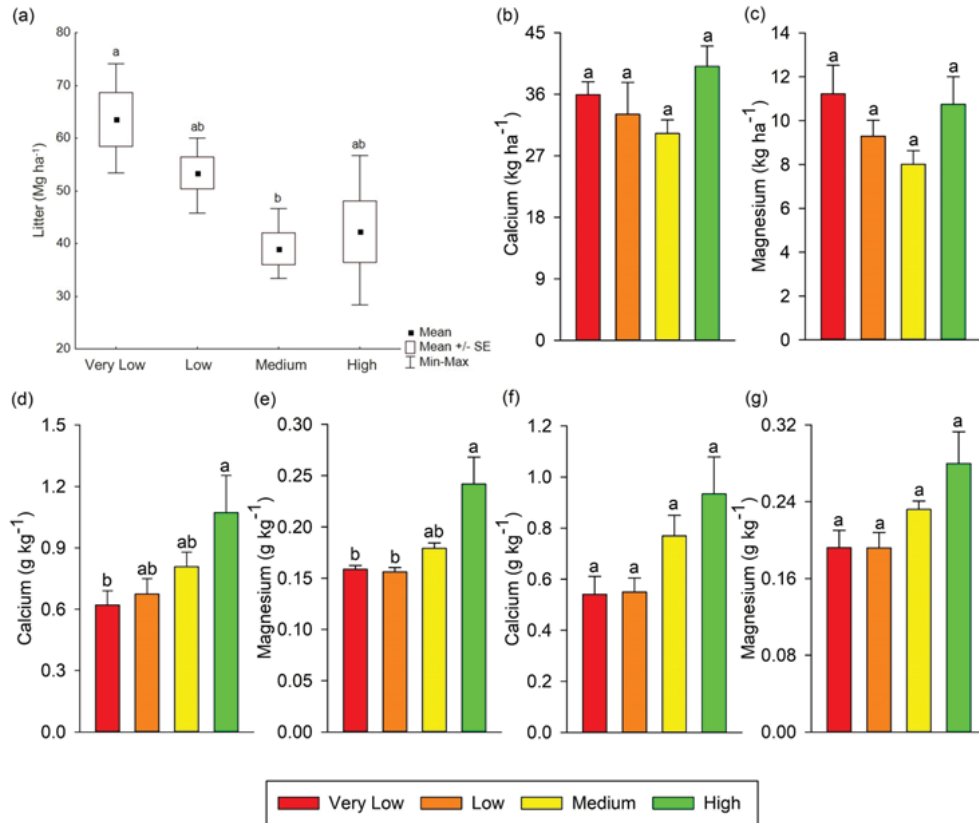 (a)
80
70
60
50
40
30
20
Litter (Mg ha⁻¹)
a
ab
b
ab
Very Low Low Medium High
Mean
Mean +/- SE
Min-Max
(b)
45
36
27
18
9
0
Calcium (kg ha⁻¹)
a a a a
(c)
14
12
10
8
6
4
2
0
Magnesium (kg ha⁻¹)
a a a a
(d)
1.5
1.2
0.9
0.6
0.3
0.0
Calcium (g kg⁻¹)
b ab ab a
(e)
0.30
0.25
0.20
0.15
0.10
0.05
0.00
Magnesium (g kg⁻¹)
b b ab a
(f)
1.2
1.0
0.8
0.6
0.4
0.2
0.0
Calcium (g kg⁻¹)
a a a a
(g)
0.32
0.24
0.16
0.08
0.00
Magnesium (g kg⁻¹)
a a a a
Very Low Low Medium High